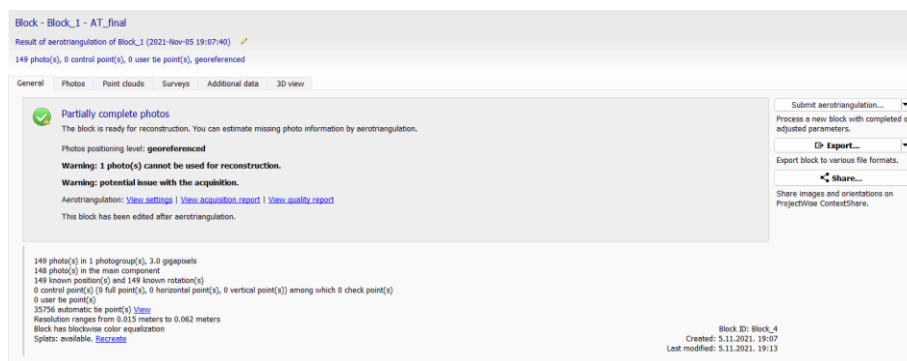 Block - Block_1 - AT_final
Result of aerotriangulation of Block_1 (2021-Nov-05 19:07:40)
149 photo(s), 0 control point(s), 0 user tie point(s), georeferenced
General Photos Point clouds Surveys Additional data 3D view
Partially complete photos
The block is ready for reconstruction. You can estimate missing photo information by aerotriangulation.
Photos positioning level: georeferenced
Warning: 1 photo(s) cannot be used for reconstruction.
Warning: potential issue with the acquisition.
Aerotriangulation: View settings | View acquisition report | View quality report
This block has been edited after aerotriangulation.
Submit aerotriangulation...
Process a new block with completed o
adjusted parameters.
Export...
Export block to various file formats.
Share...
Share images and orientations on
ProjectWise ContextShare.
149 photo(s) in 1 photogroup(s), 3.0 gigapixels
148 photo(s) in the main component
149 known position(s) and 149 known rotation(s)
0 control point(s) (0 full point(s), 0 horizontal point(s), 0 vertical point(s)) among which 0 check point(s)
0 user tie point(s)
35756 automatic tie point(s) View
Resolution ranges from 0.015 meters to 0.062 meters
Block has blockwise color equalization
Splats: available. Recreate
Block ID: Block_4
Created: 5.11.2021. 19:07
Last modified: 5.11.2021. 19:13